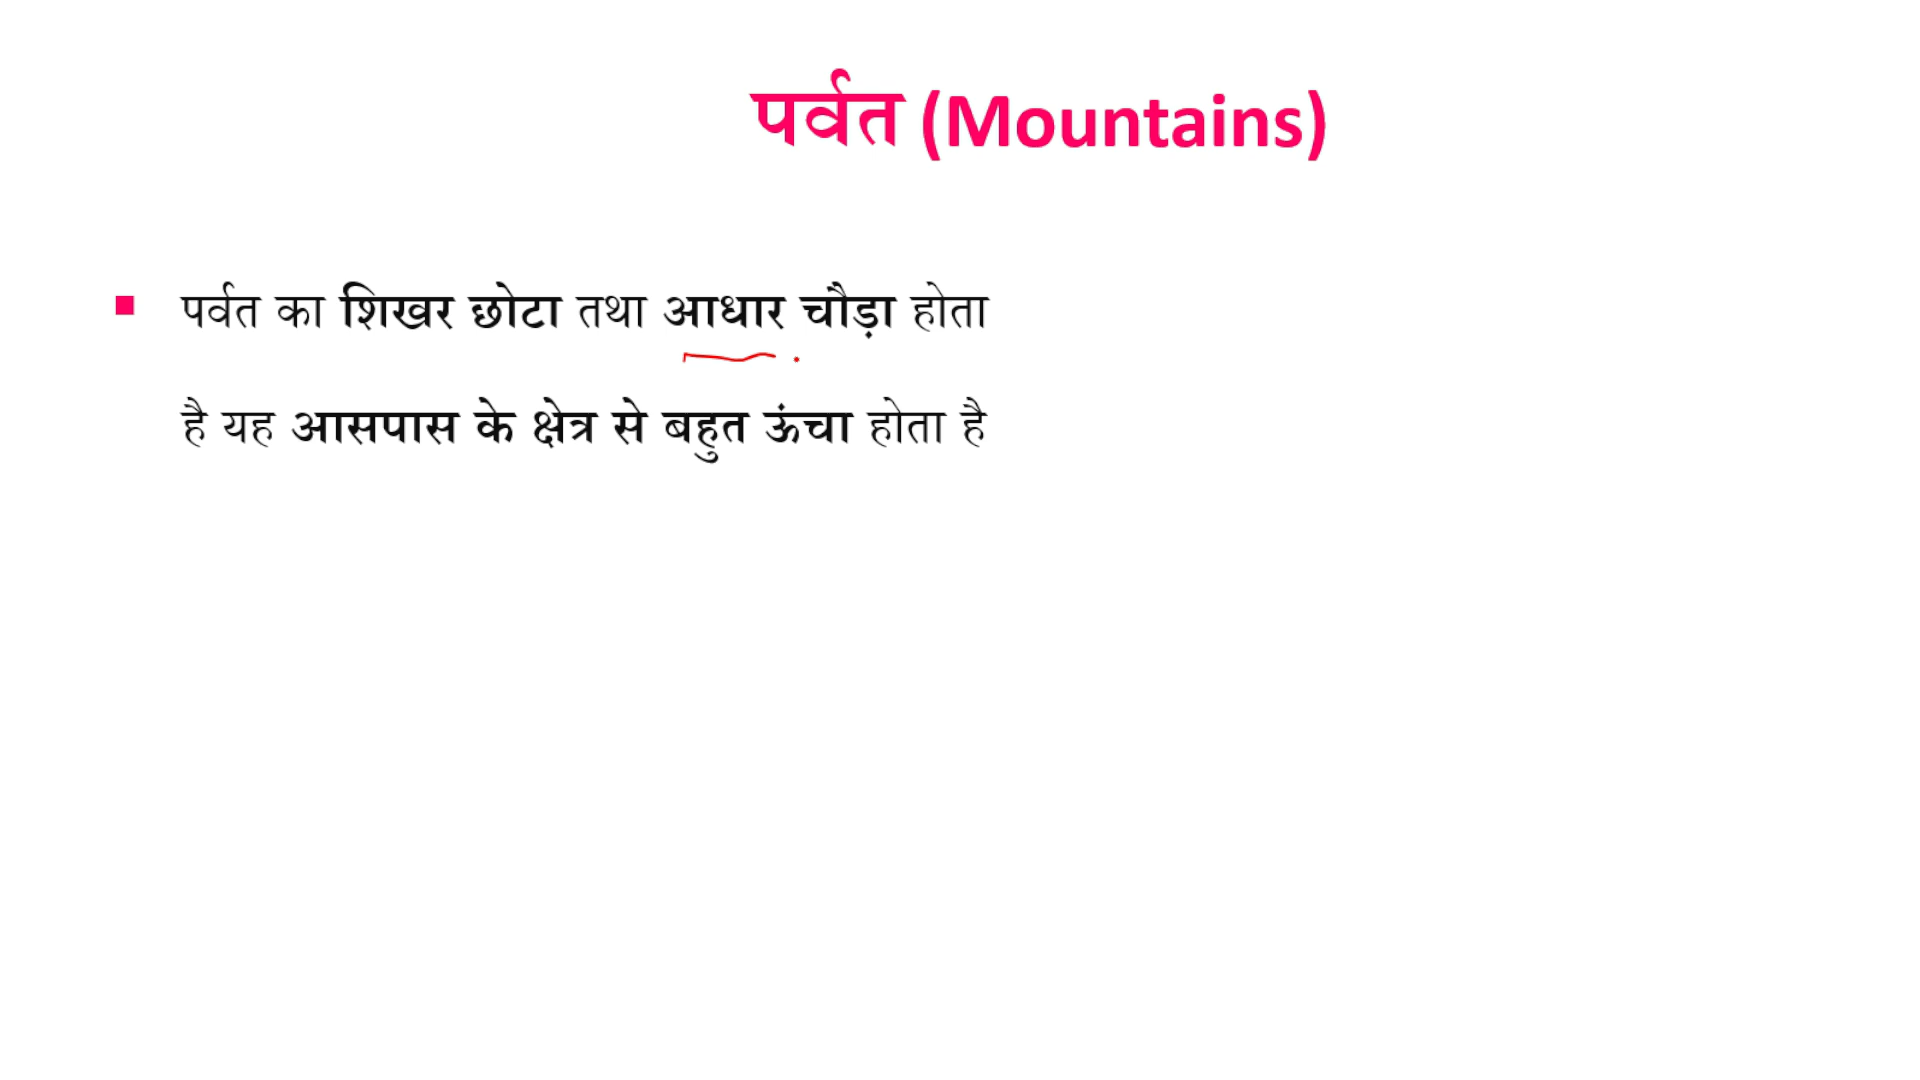 पर्वत (Mountains)
▪ पर्वत का शिखर छोटा तथा आधार चौड़ा होता
है यह आसपास के क्षेत्र से बहुत ऊंचा होता है